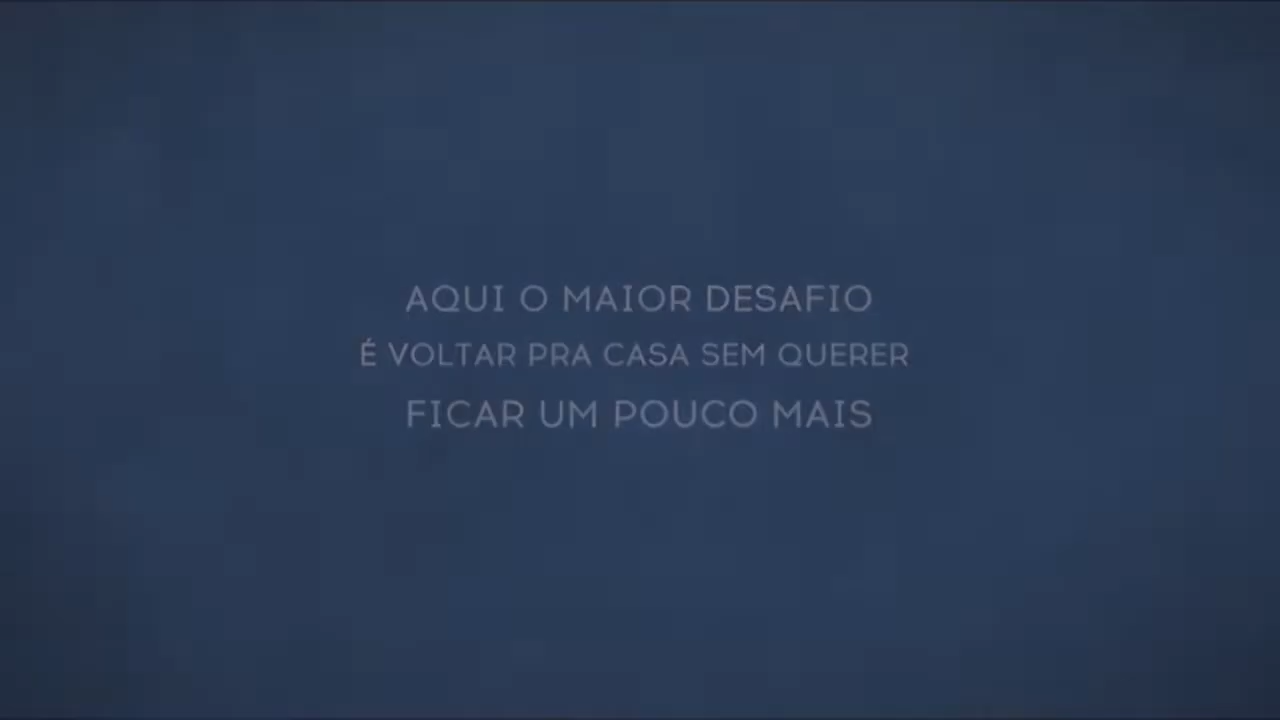 AQUI O MAIOR DESAFIO
É VOLTAR PRA CASA SEM QUERER
FICAR UM POUCO MAIS